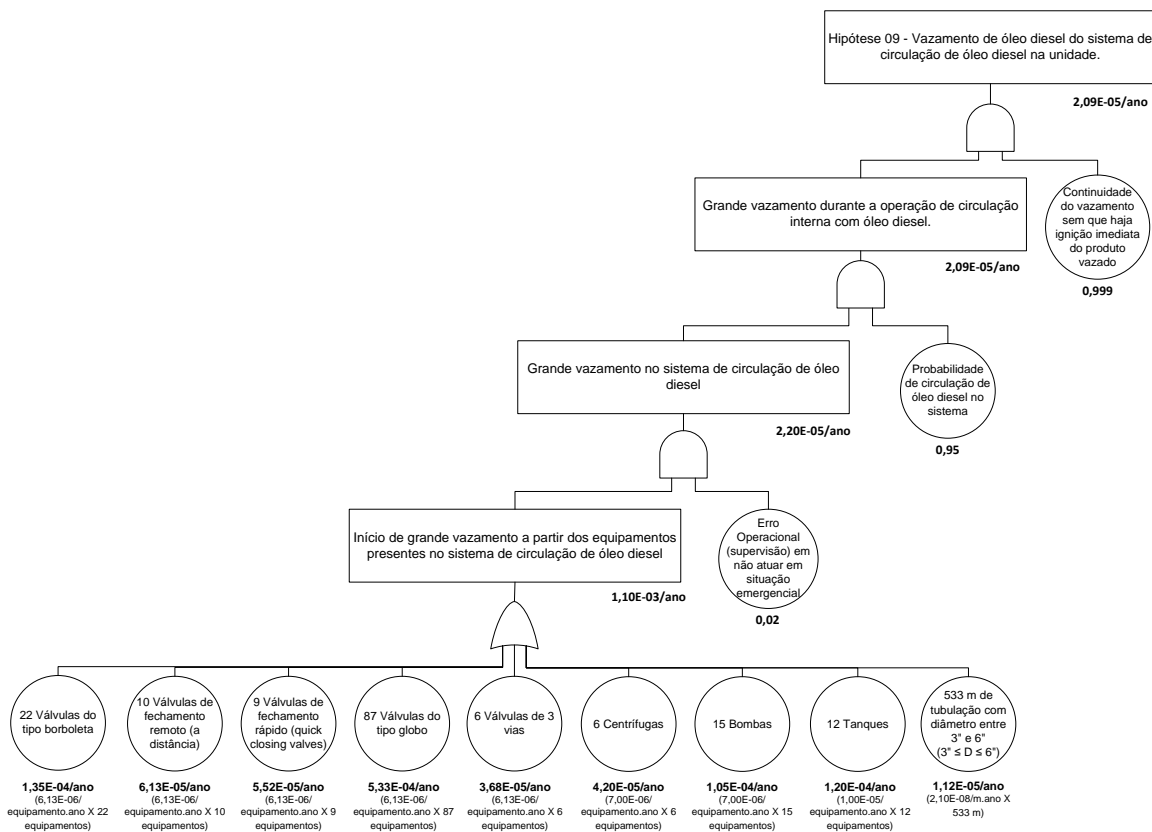 Hipótese 09 - Vazamento de óleo diesel do sistema de
circulação de óleo diesel na unidade.
2,09E-05/ano
Grande vazamento durante a operação de circulação
interna com óleo diesel.
2,09E-05/ano
Continuidade
do vazamento
sem que haja
ignição imediata
do produto
vazado
0,999
Grande vazamento no sistema de circulação de óleo
diesel
2,20E-05/ano
Probabilidade
de circulação de
óleo diesel no
sistema
0,95
Início de grande vazamento a partir dos equipamentos
presentes no sistema de circulação de óleo diesel
1,10E-03/ano
Erro
Operacional
(supervisão) em
não atuar em
situação
emergencial
0,02
22 Válvulas do
tipo borboleta
1,35E-04/ano
(6,13E-06/
equipamento.ano X 22
equipamentos)
10 Válvulas de
fechamento
remoto (a
distância)
6,13E-05/ano
(6,13E-06/
equipamento.ano X 10
equipamentos)
9 Válvulas de
fechamento
rápido (quick
closing valves)
5,52E-05/ano
(6,13E-06/
equipamento.ano X 9
equipamentos)
87 Válvulas do
tipo globo
5,33E-04/ano
(6,13E-06/
equipamento.ano X 87
equipamentos)
6 Válvulas de 3
vias
3,68E-05/ano
(6,13E-06/
equipamento.ano X 6
equipamentos)
6 Centrífugas
4,20E-05/ano
(7,00E-06/
equipamento.ano X 6
equipamentos)
15 Bombas
1,05E-04/ano
(7,00E-06/
equipamento.ano X 15
equipamentos)
12 Tanques
1,20E-04/ano
(1,00E-05/
equipamento.ano X 12
equipamentos)
533 m de
tubulação com
diâmetro entre
3" e 6"
(3" ≤ D ≤ 6")
1,12E-05/ano
(2,10E-08/m.ano X
533 m)